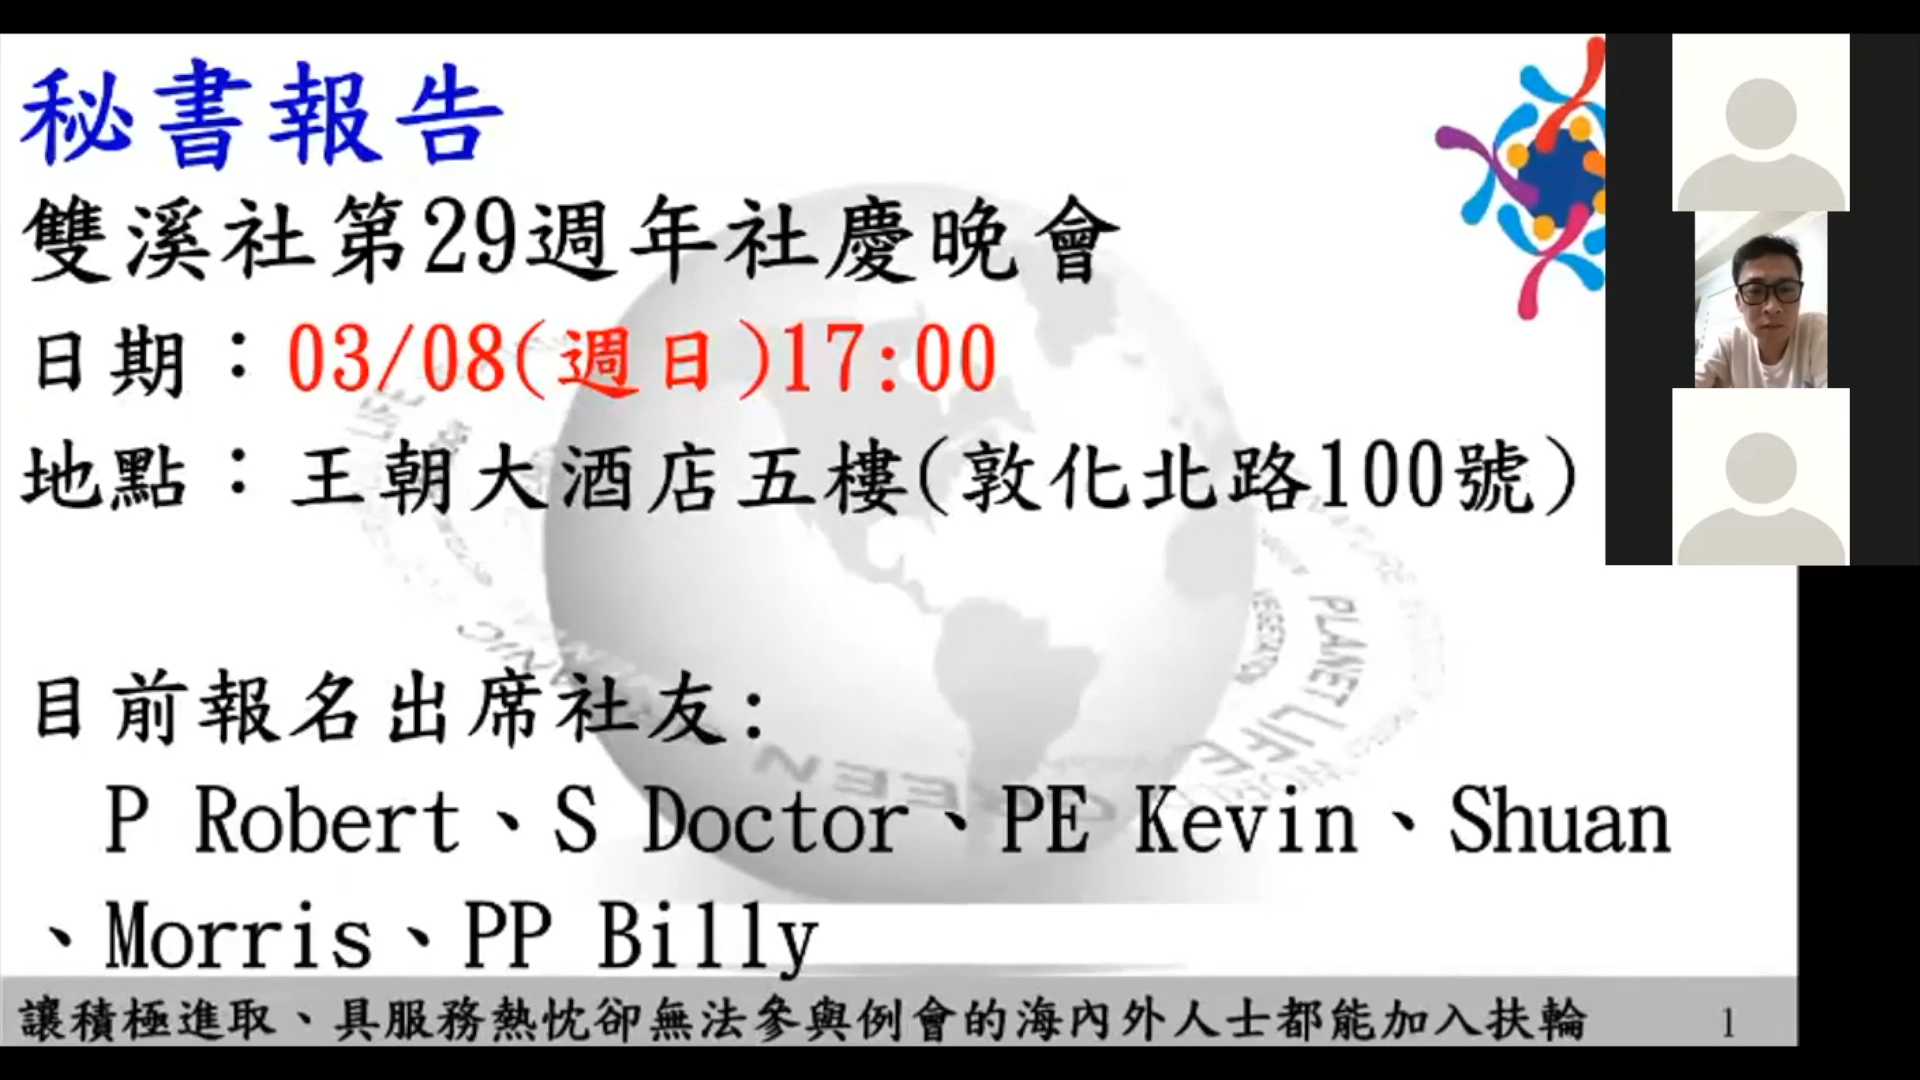 秘書報告
雙溪社第29週年社慶晚會
日期：03/08(週日)17:00
地點：王朝大酒店五樓(敦化北路100號)
目前報名出席社友:
P Robert、S Doctor、PE Kevin、Shuan
、Morris、PP Billy
讓積極進取、具服務熱忱卻無法參與例會的海內外人士都能加入扶輪
1
PLANET LIFE
GREEN